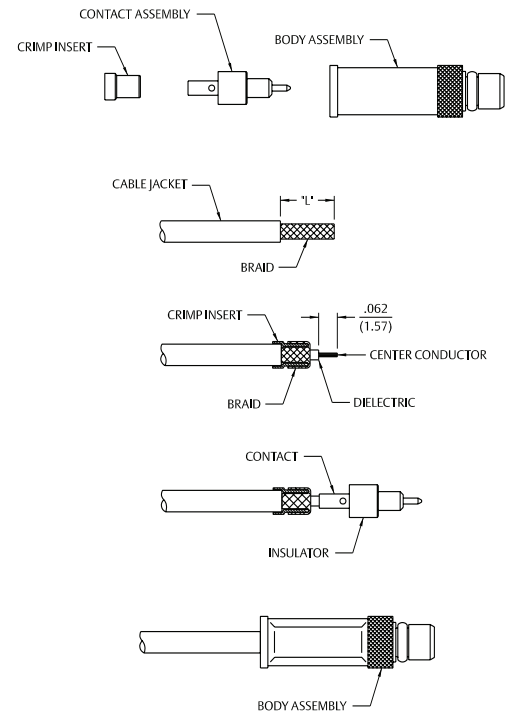 CONTACT ASSEMBLY
CRIMP INSERT
BODY ASSEMBLY
CABLE JACKET
"L"
BRAID
CRIMP INSERT
.062
(1.57)
CENTER CONDUCTOR
BRAID
DIELECTRIC
CONTACT
INSULATOR
BODY ASSEMBLY